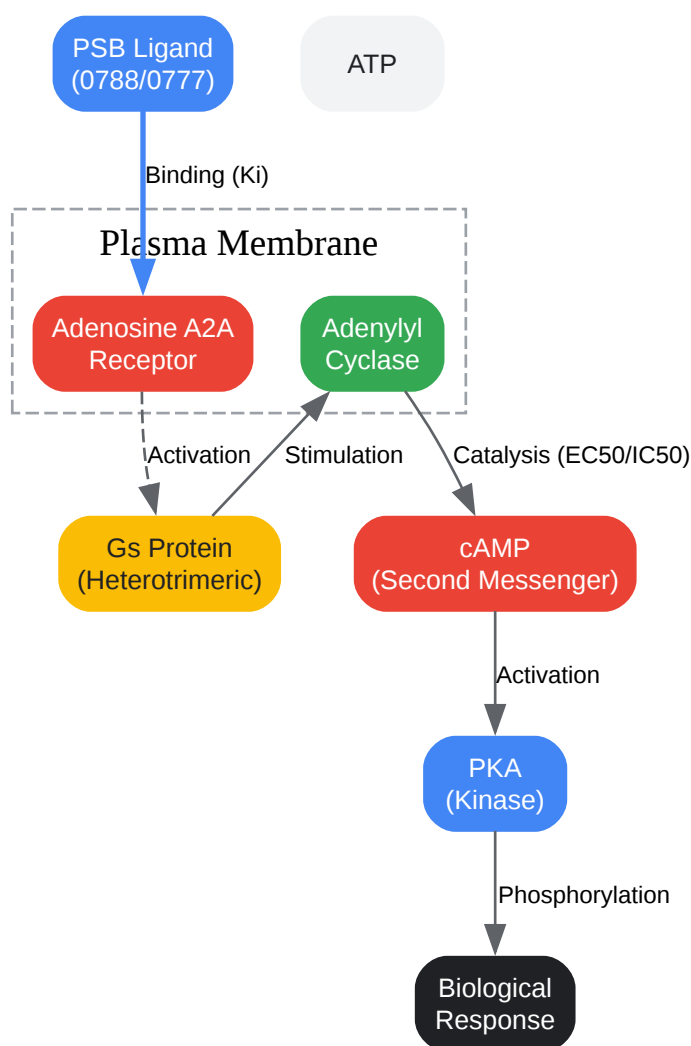 PSB Ligand
(0788/0777)
ATP
Binding (Ki)
Plasma Membrane
Adenosine A2A
Receptor
Adenylyl
Cyclase
Activation
Stimulation
Catalysis (EC50/IC50)
Gs Protein
(Heterotrimeric)
cAMP
(Second Messenger)
Activation
PKA
(Kinase)
Phosphorylation
Biological
Response